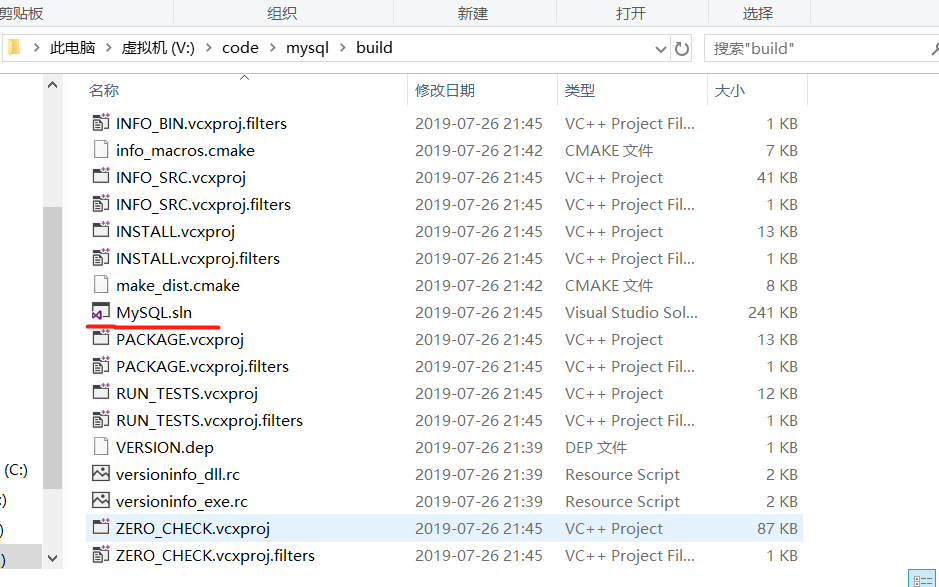 剪贴板 组织 新建 打开 选择
此电脑 虚拟机 (V:) code mysql build 搜索"build"
名称 修改日期 类型 大小
INFO_BIN.vcxproj.filters 2019-07-26 21:45 VC++ Project Fil... 1 KB
info_macros.cmake 2019-07-26 21:42 CMAKE 文件 7 KB
INFO_SRC.vcxproj 2019-07-26 21:45 VC++ Project 41 KB
INFO_SRC.vcxproj.filters 2019-07-26 21:45 VC++ Project Fil... 1 KB
INSTALL.vcxproj 2019-07-26 21:45 VC++ Project 13 KB
INSTALL.vcxproj.filters 2019-07-26 21:45 VC++ Project Fil... 1 KB
make_dist.cmake 2019-07-26 21:42 CMAKE 文件 8 KB
MySQL.sln 2019-07-26 21:45 Visual Studio Sol... 241 KB
PACKAGE.vcxproj 2019-07-26 21:45 VC++ Project 13 KB
PACKAGE.vcxproj.filters 2019-07-26 21:45 VC++ Project Fil... 1 KB
RUN_TESTS.vcxproj 2019-07-26 21:45 VC++ Project 12 KB
RUN_TESTS.vcxproj.filters 2019-07-26 21:45 VC++ Project Fil... 1 KB
VERSION.dep 2019-07-26 21:39 DEP 文件 1 KB
(C:) versioninfo_dll.rc 2019-07-26 21:39 Resource Script 2 KB
versioninfo_exe.rc 2019-07-26 21:39 Resource Script 2 KB
ZERO_CHECK.vcxproj 2019-07-26 21:45 VC++ Project 87 KB
ZERO_CHECK.vcxproj.filters 2019-07-26 21:45 VC++ Project Fil... 1 KB